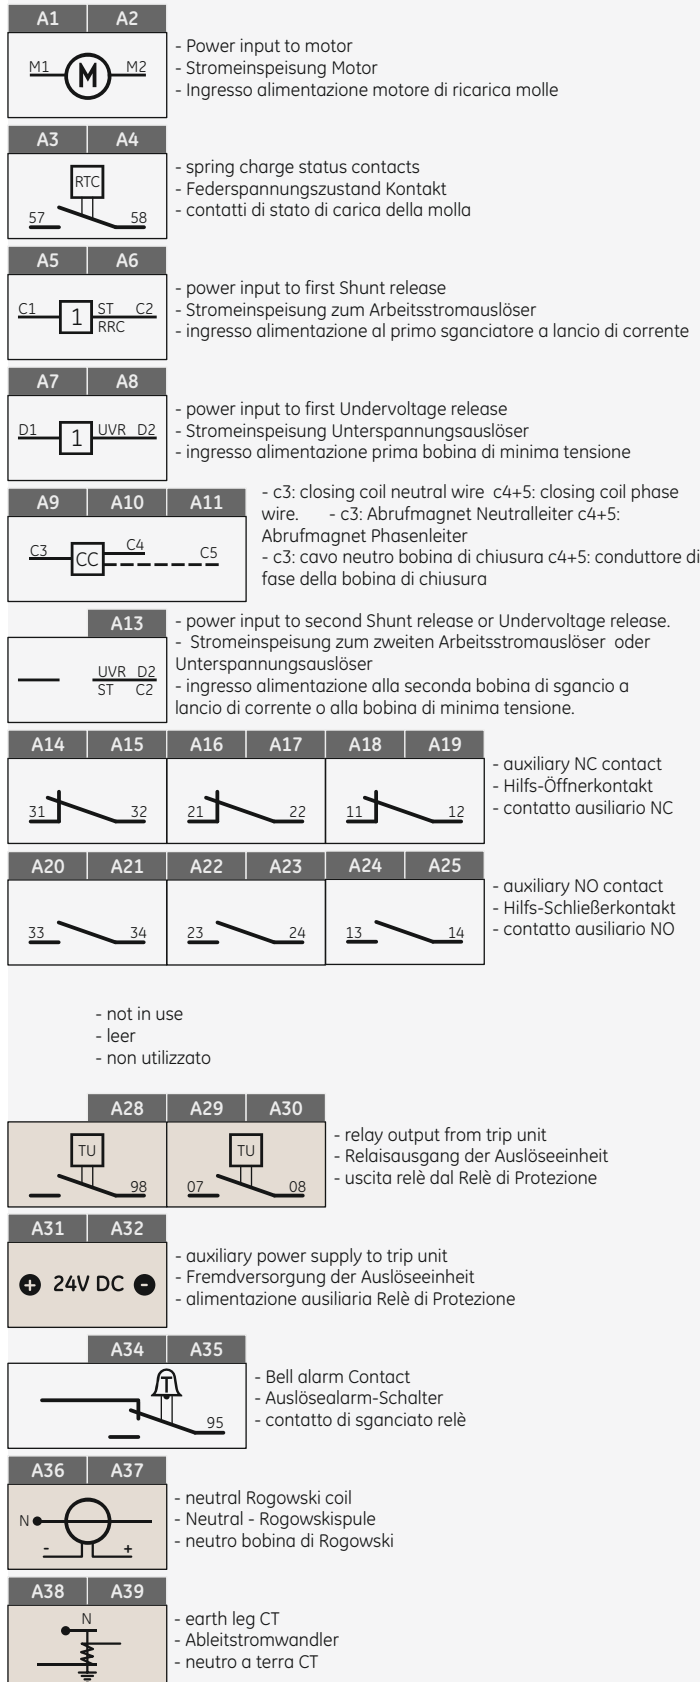 A1 A2
M1 M M2
- Power input to motor
- Stromeinspeisung Motor
- Ingresso alimentazione motore di ricarica molle
A3 A4
RTC
57 58
- spring charge status contacts
- Federspannungszustand Kontakt
- contatti di stato di carica della molla
A5 A6
C1 1 ST C2
RRC
- power input to first Shunt release
- Stromeinspeisung zum Arbeitsstromauslöser
- ingresso alimentazione al primo sganciatore a lancio di corrente
A7 A8
D1 1 UVR D2
- power input to first Undervoltage release
- Stromeinspeisung Unterspannungsauslöser
- ingresso alimentazione prima bobina di minima tensione
A9 A10 A11
C3 CC C4 C5
- c3: closing coil neutral wire c4+5: closing coil phase
wire. - c3: Abrufmagnet Neutralleiter c4+5:
Abrufmagnet Phasenleiter
- c3: cavo neutro bobina di chiusura c4+5: conduttore di
fase della bobina di chiusura
A13
UVR D2
ST C2
- power input to second Shunt release or Undervoltage release.
- Stromeinspeisung zum zweiten Arbeitsstromauslöser oder
Unterspannungsauslöser
- ingresso alimentazione alla seconda bobina di sgancio a
lancio di corrente o alla bobina di minima tensione.
A14 A15 A16 A17 A18 A19
31 32 21 22 11 12
- auxiliary NC contact
- Hilfs-Öffnerkontakt
- contatto ausiliario NC
A20 A21 A22 A23 A24 A25
33 34 23 24 13 14
- auxiliary NO contact
- Hilfs-Schließerkontakt
- contatto ausiliario NO
- not in use
- leer
- non utilizzato
A28 A29 A30
TU TU
98 07 08
- relay output from trip unit
- Relaisausgang der Auslöseeinheit
- uscita relè dal Relè di Protezione
A31 A32
+ 24V DC -
- auxiliary power supply to trip unit
- Fremdversorgung der Auslöseeinheit
- alimentazione ausiliaria Relè di Protezione
A34 A35
T
95
- Bell alarm Contact
- Auslösealarm-Schalter
- contatto di sganciato relè
A36 A37
N
- +
- neutral Rogowski coil
- Neutral - Rogowskispule
- neutro bobina di Rogowski
A38 A39
N
- earth leg CT
- Ableitstromwandler
- neutro a terra CT